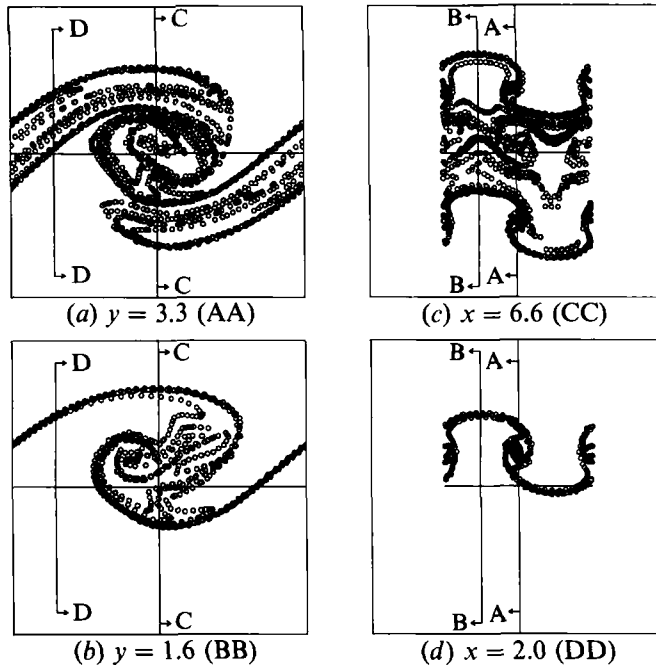 C
D
D
C
(a) y = 3.3 (AA)
B
A
B
A
(c) x = 6.6 (CC)
C
D
D
C
(b) y = 1.6 (BB)
B
A
A
B
(d) x = 2.0 (DD)